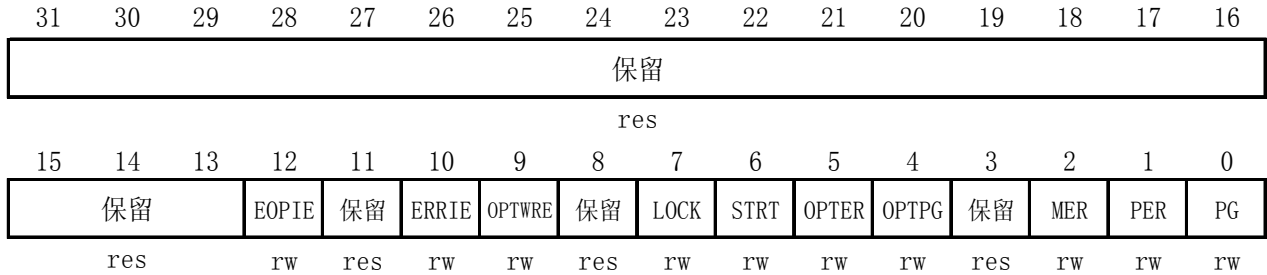 31 30 29 28 27 26 25 24 23 22 21 20 19 18 17 16
保留
res
15 14 13 12 11 10 9 8 7 6 5 4 3 2 1 0
保留 EOPIE 保留 ERRIE OPTWRE 保留 LOCK STRT OPTER OPTPG 保留 MER PER PG
res rw res rw rw res rw rw rw rw res rw rw rw